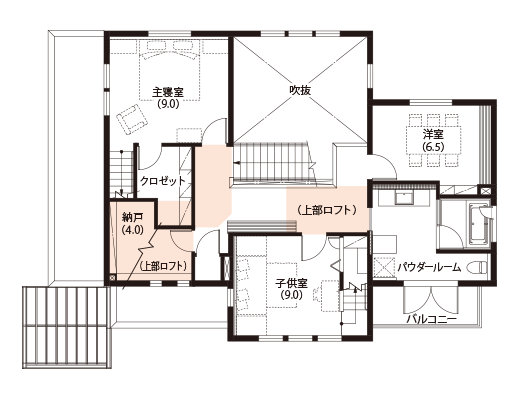 主寝室
(9.0)
吹抜
洋室
(6.5)
クロゼット
納戸
(4.0)
(上部ロフト)
(上部ロフト)
子供室
(9.0)
パウダールーム
バルコニー